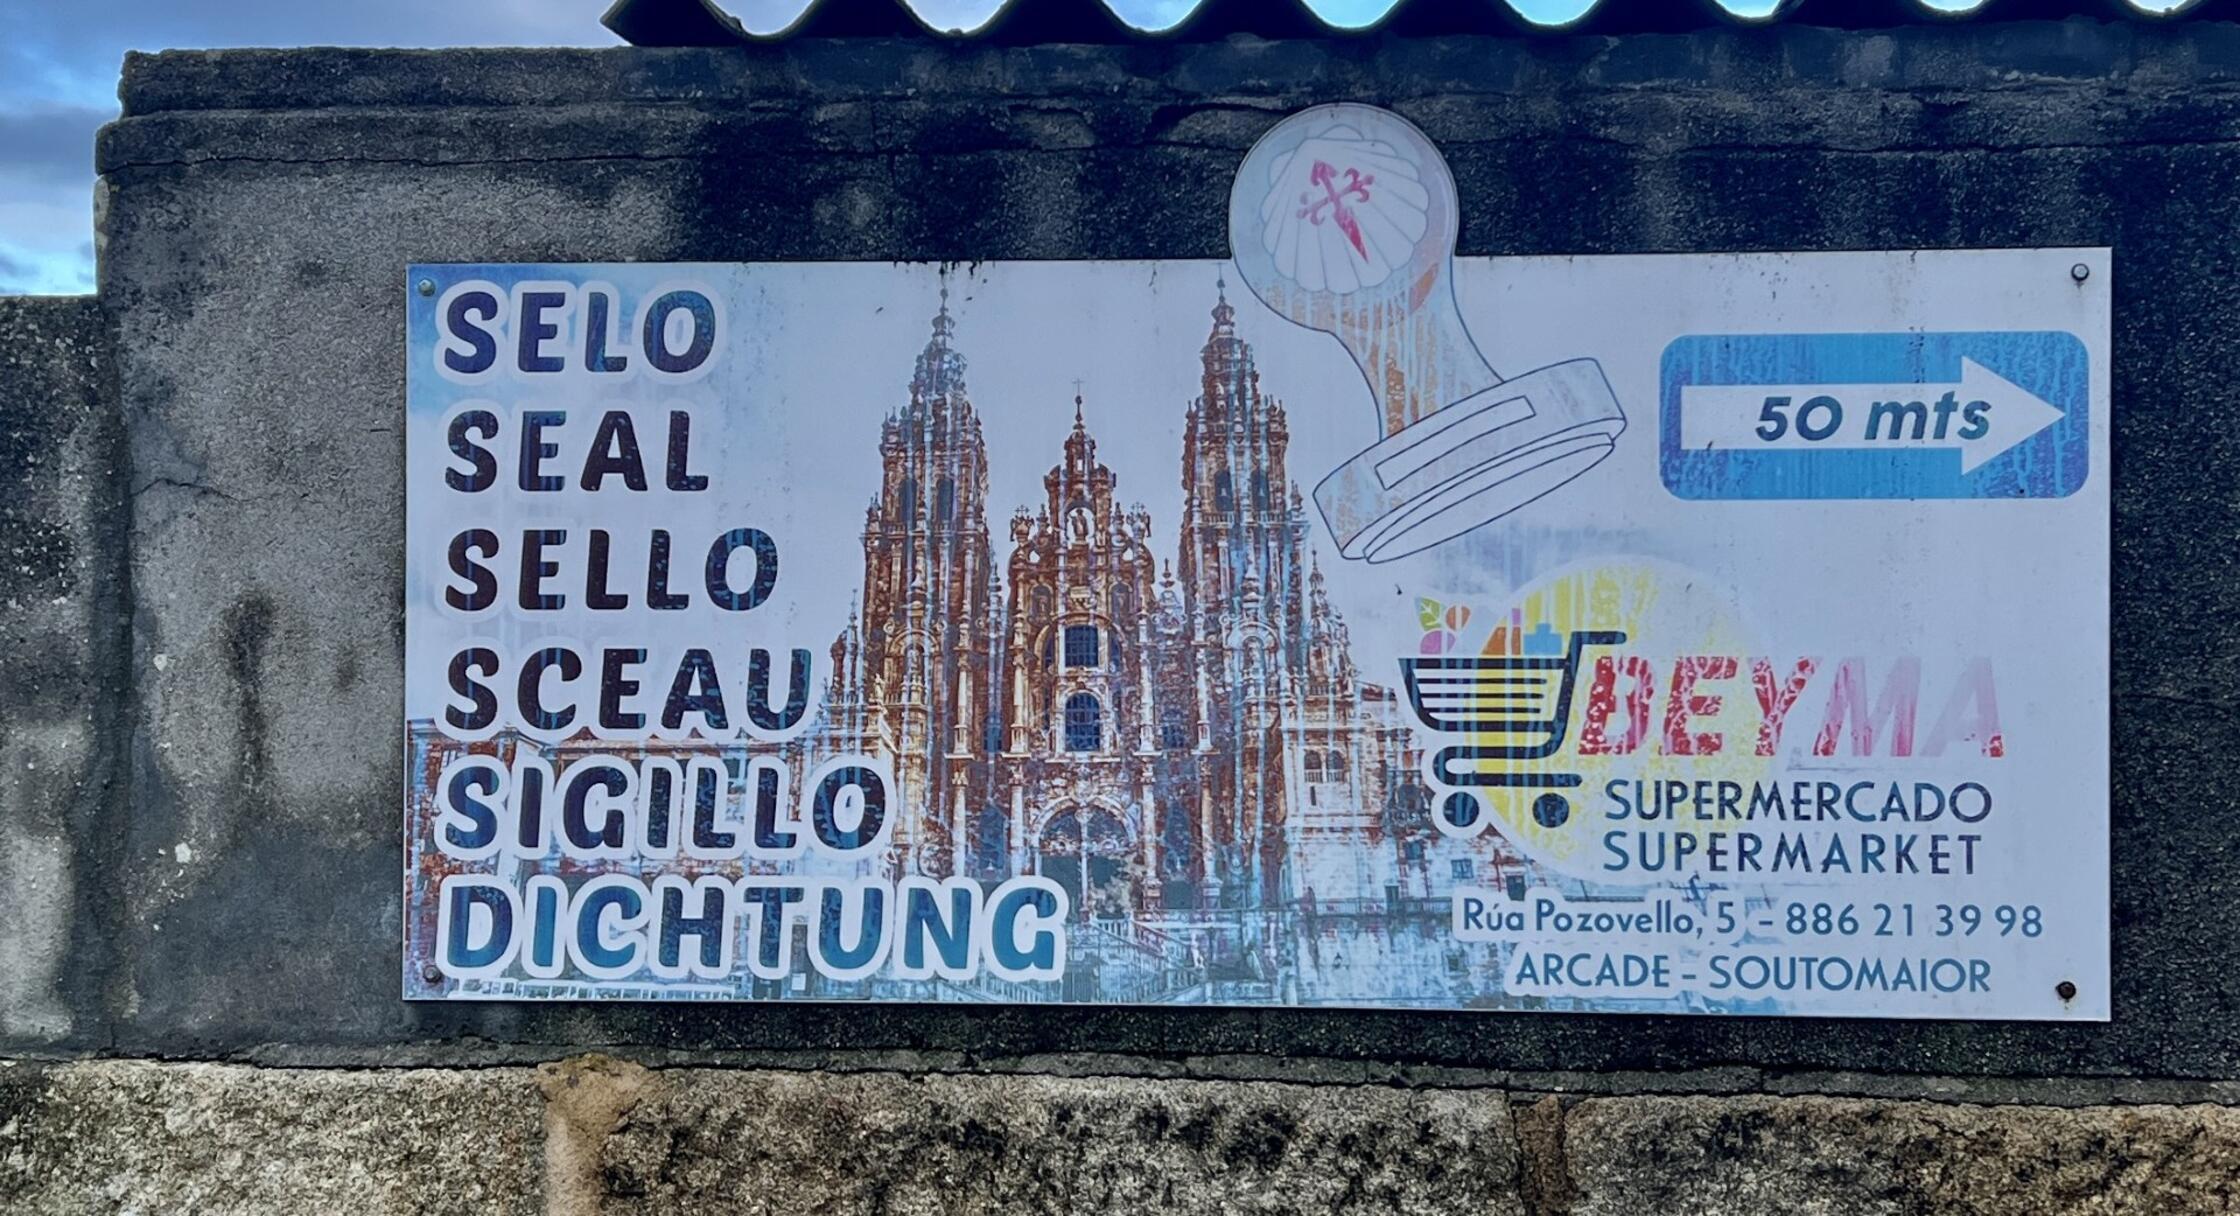 SELO
SEAL
SELLO
SCEAU
SIGILLO
DICHTUNG
50 mts
DEYMA
SUPERMERCADO
SUPERMARKET
Rúa Pozovello, 5 - 886 21 39 98
ARCADE - SOUTOMAIOR